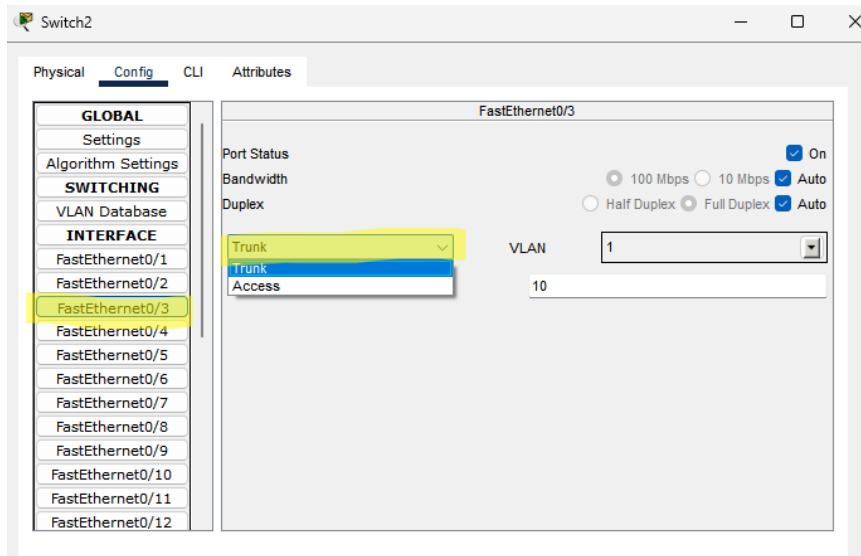 Switch2
Physical Config CLI Attributes
GLOBAL
Settings
Algorithm Settings
SWITCHING
VLAN Database
INTERFACE
FastEthernet0/1
FastEthernet0/2
FastEthernet0/3
FastEthernet0/4
FastEthernet0/5
FastEthernet0/6
FastEthernet0/7
FastEthernet0/8
FastEthernet0/9
FastEthernet0/10
FastEthernet0/11
FastEthernet0/12
FastEthernet0/3
Port Status On
Bandwidth 100 Mbps 10 Mbps Auto
Duplex Half Duplex Full Duplex Auto
Trunk VLAN 1
Trunk
Access 10